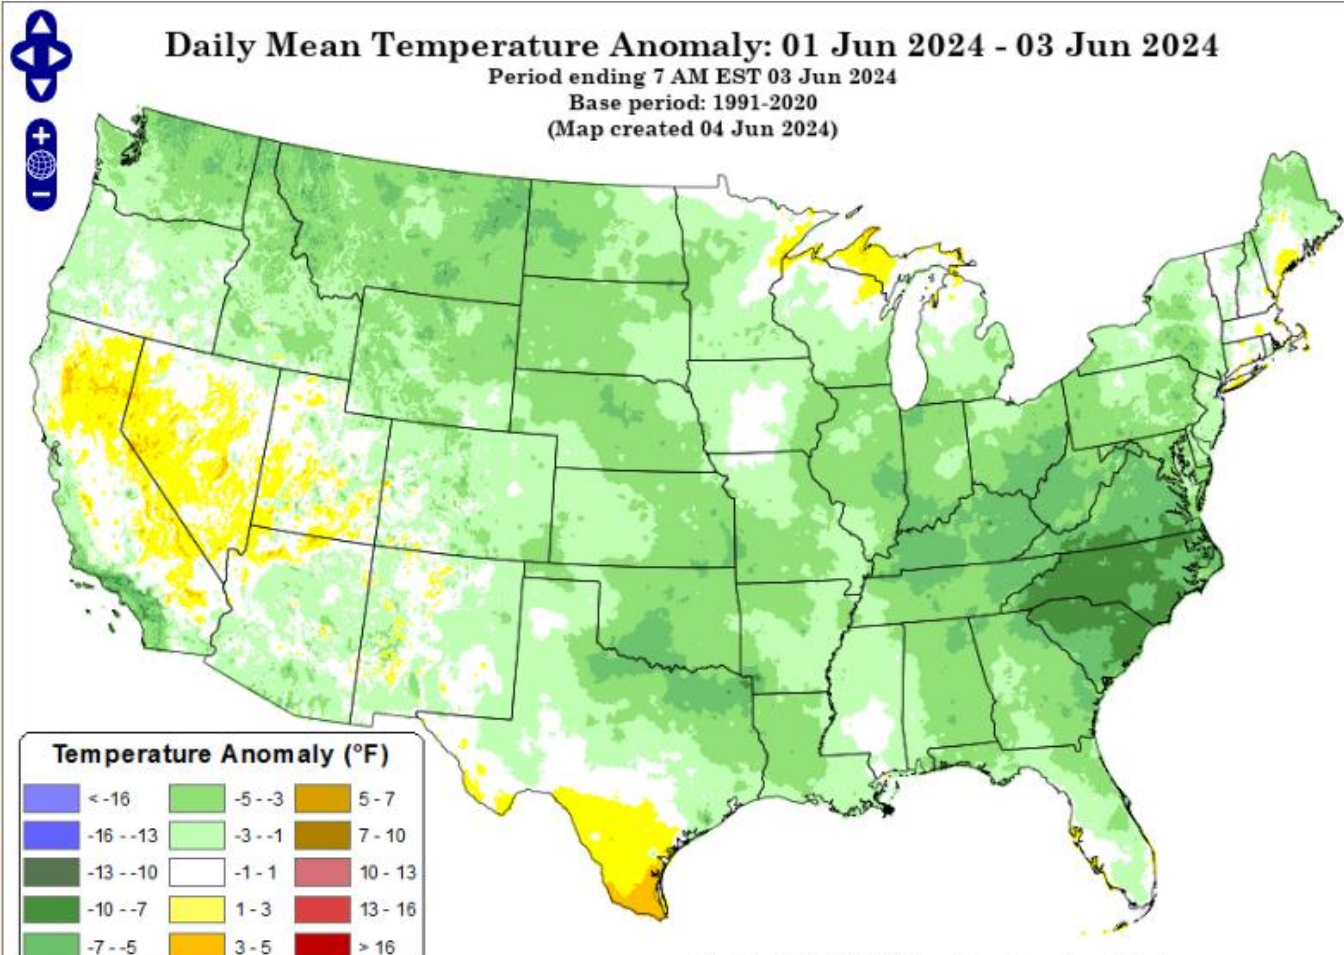 Daily Mean Temperature Anomaly: 01 Jun 2024 - 03 Jun 2024
Period ending 7 AM EST 03 Jun 2024
Base period: 1991-2020
(Map created 04 Jun 2024)
Temperature Anomaly (°F)
< -16
-16 - -13
-13 - -10
-10 - -7
-7 - -5
-5 - -3
-3 - -1
-1 - 1
1 - 3
3 - 5
5 - 7
7 - 10
10 - 13
13 - 16
> 16